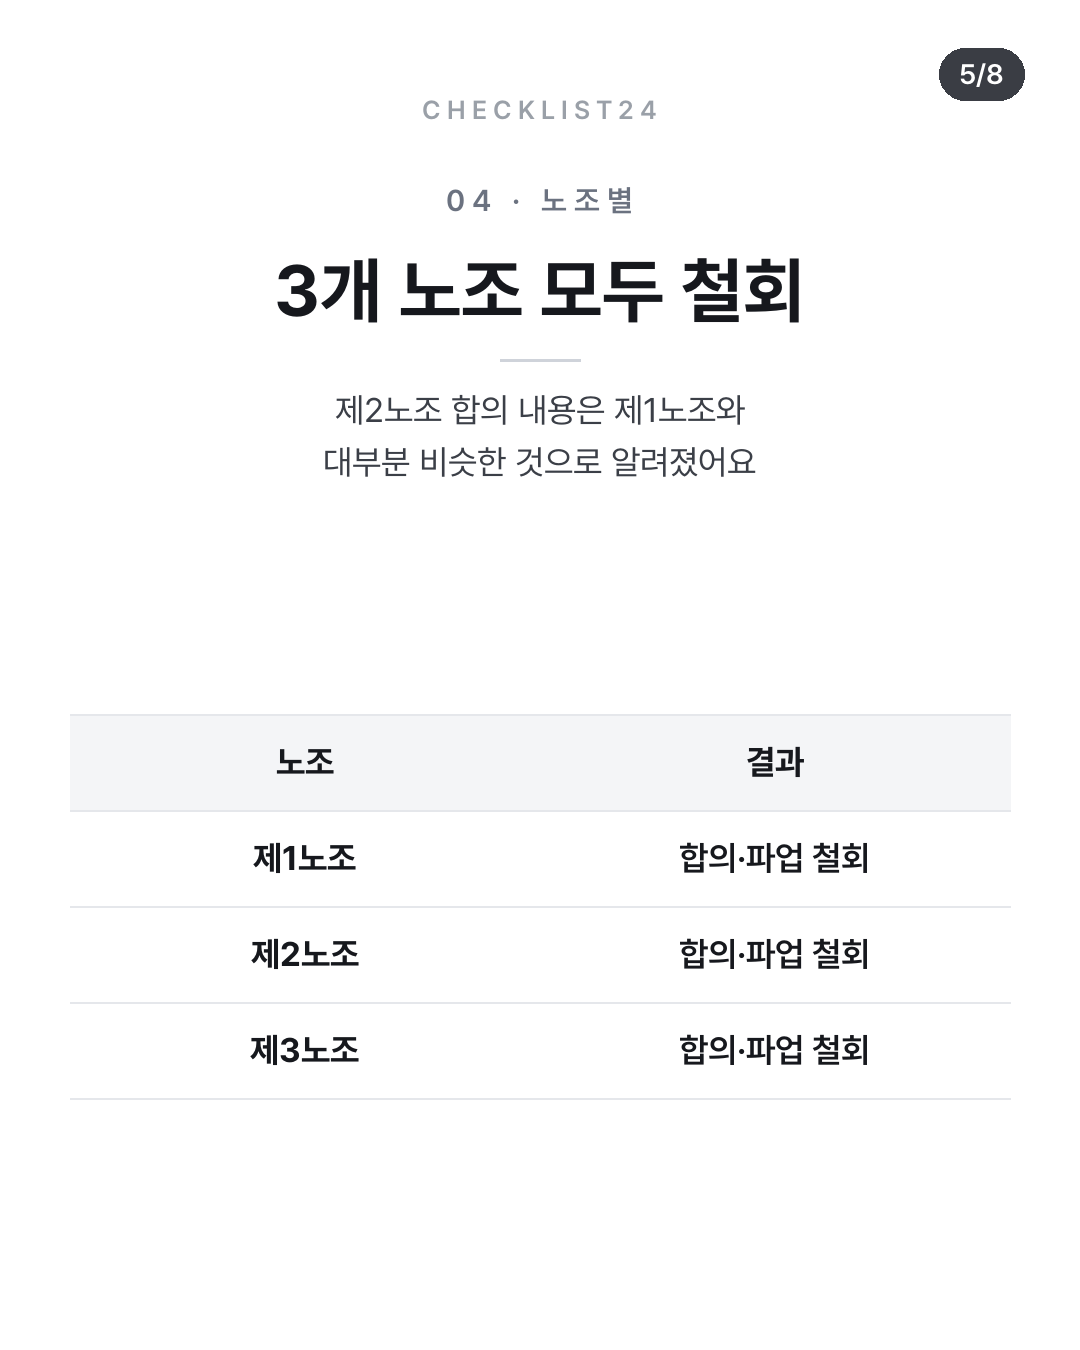 5/8
CHECKLIST24
04 · 노조별
3개 노조 모두 철회
제2노조 합의 내용은 제1노조와
대부분 비슷한 것으로 알려졌어요
노조 결과
제1노조 합의·파업 철회
제2노조 합의·파업 철회
제3노조 합의·파업 철회